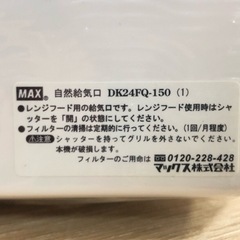 MAX 自然給気口 DK24FQ-150 (1)
●レンジフード用の給気口です。レンジフード使用時はシャ
ッターを「開」の状態にしてください。
●フィルターの清掃は定期的に行ってください。(1回/月程度)
注意 シャッターを開閉する際にグリルを外さないでください。
本機が破損します。
フィルターのご用命は 0120-228-428
マックス株式会社